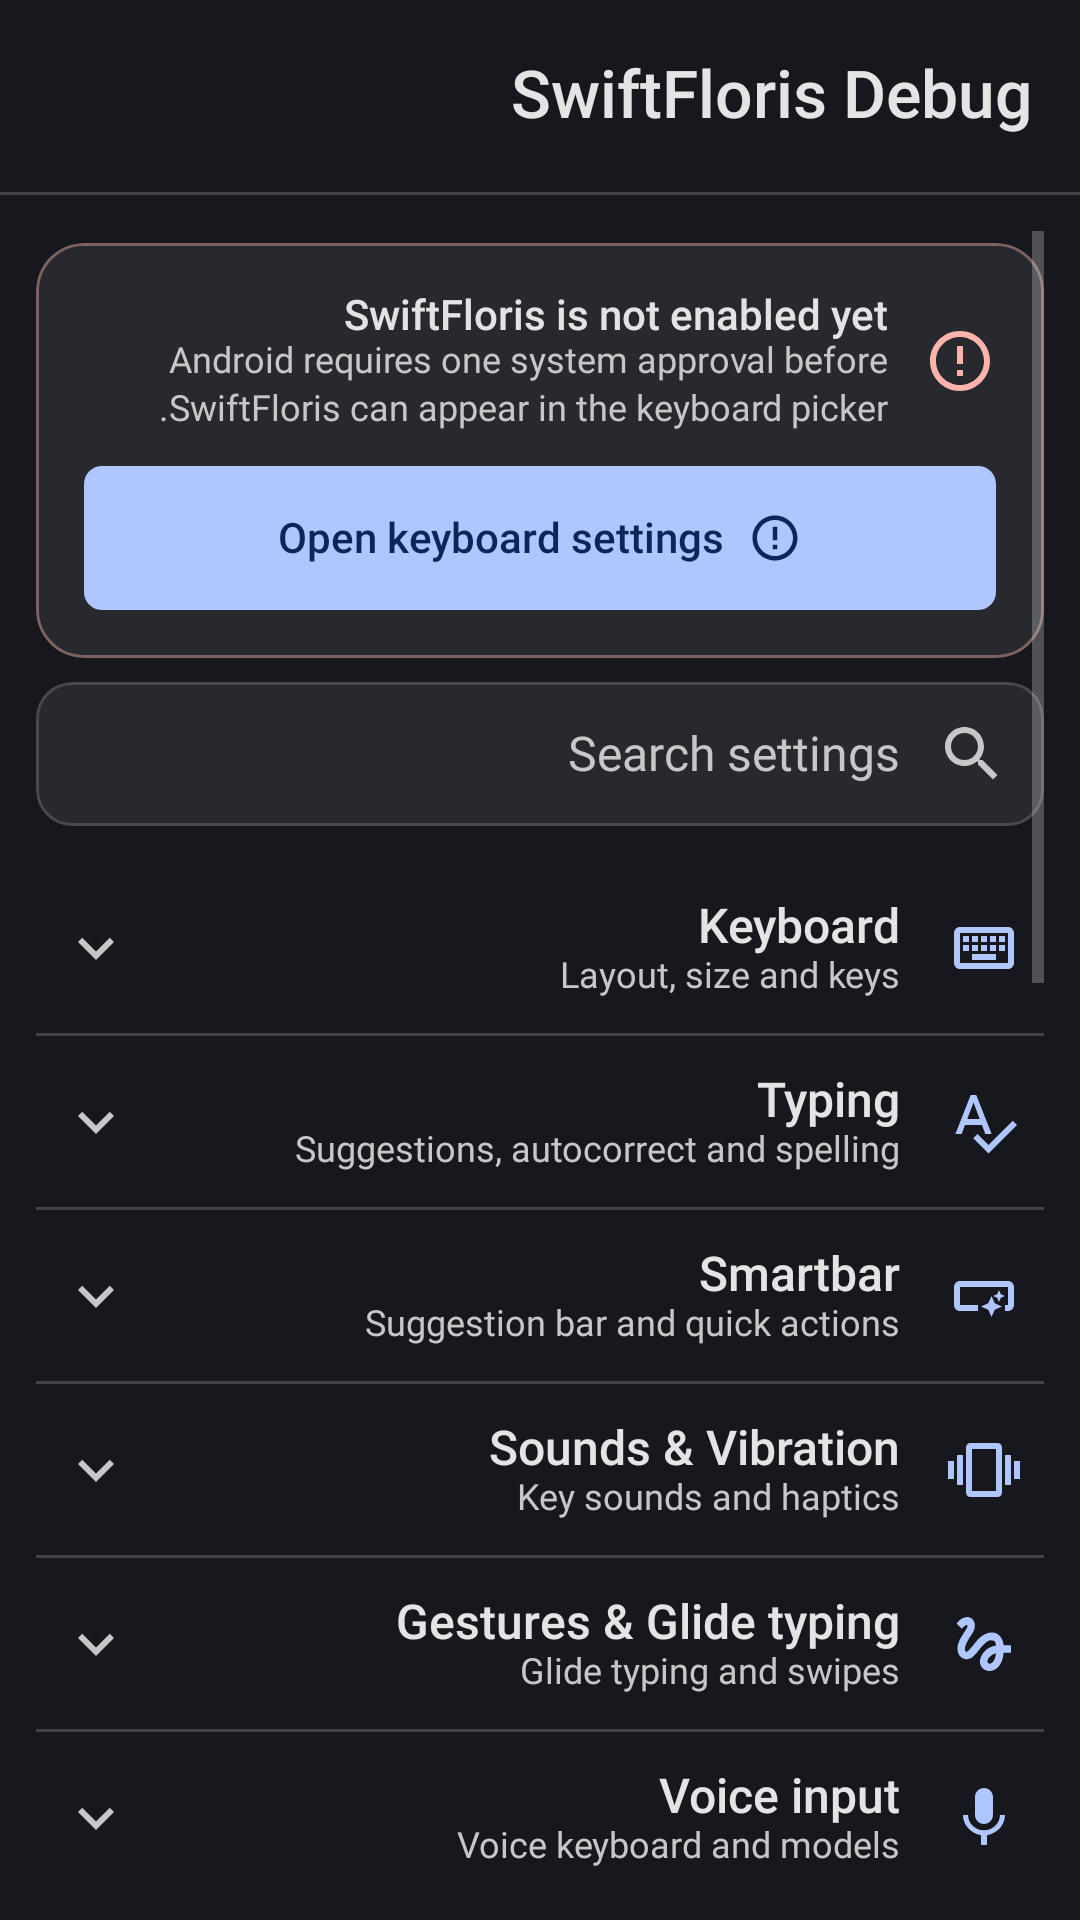 SwiftFloris Debug
SwiftFloris is not enabled yet
Android requires one system approval before
.SwiftFloris can appear in the keyboard picker
Open keyboard settings
Search settings
Keyboard
Layout, size and keys
Typing
Suggestions, autocorrect and spelling
Smartbar
Suggestion bar and quick actions
Sounds & Vibration
Key sounds and haptics
Gestures & Glide typing
Glide typing and swipes
Voice input
Voice keyboard and models